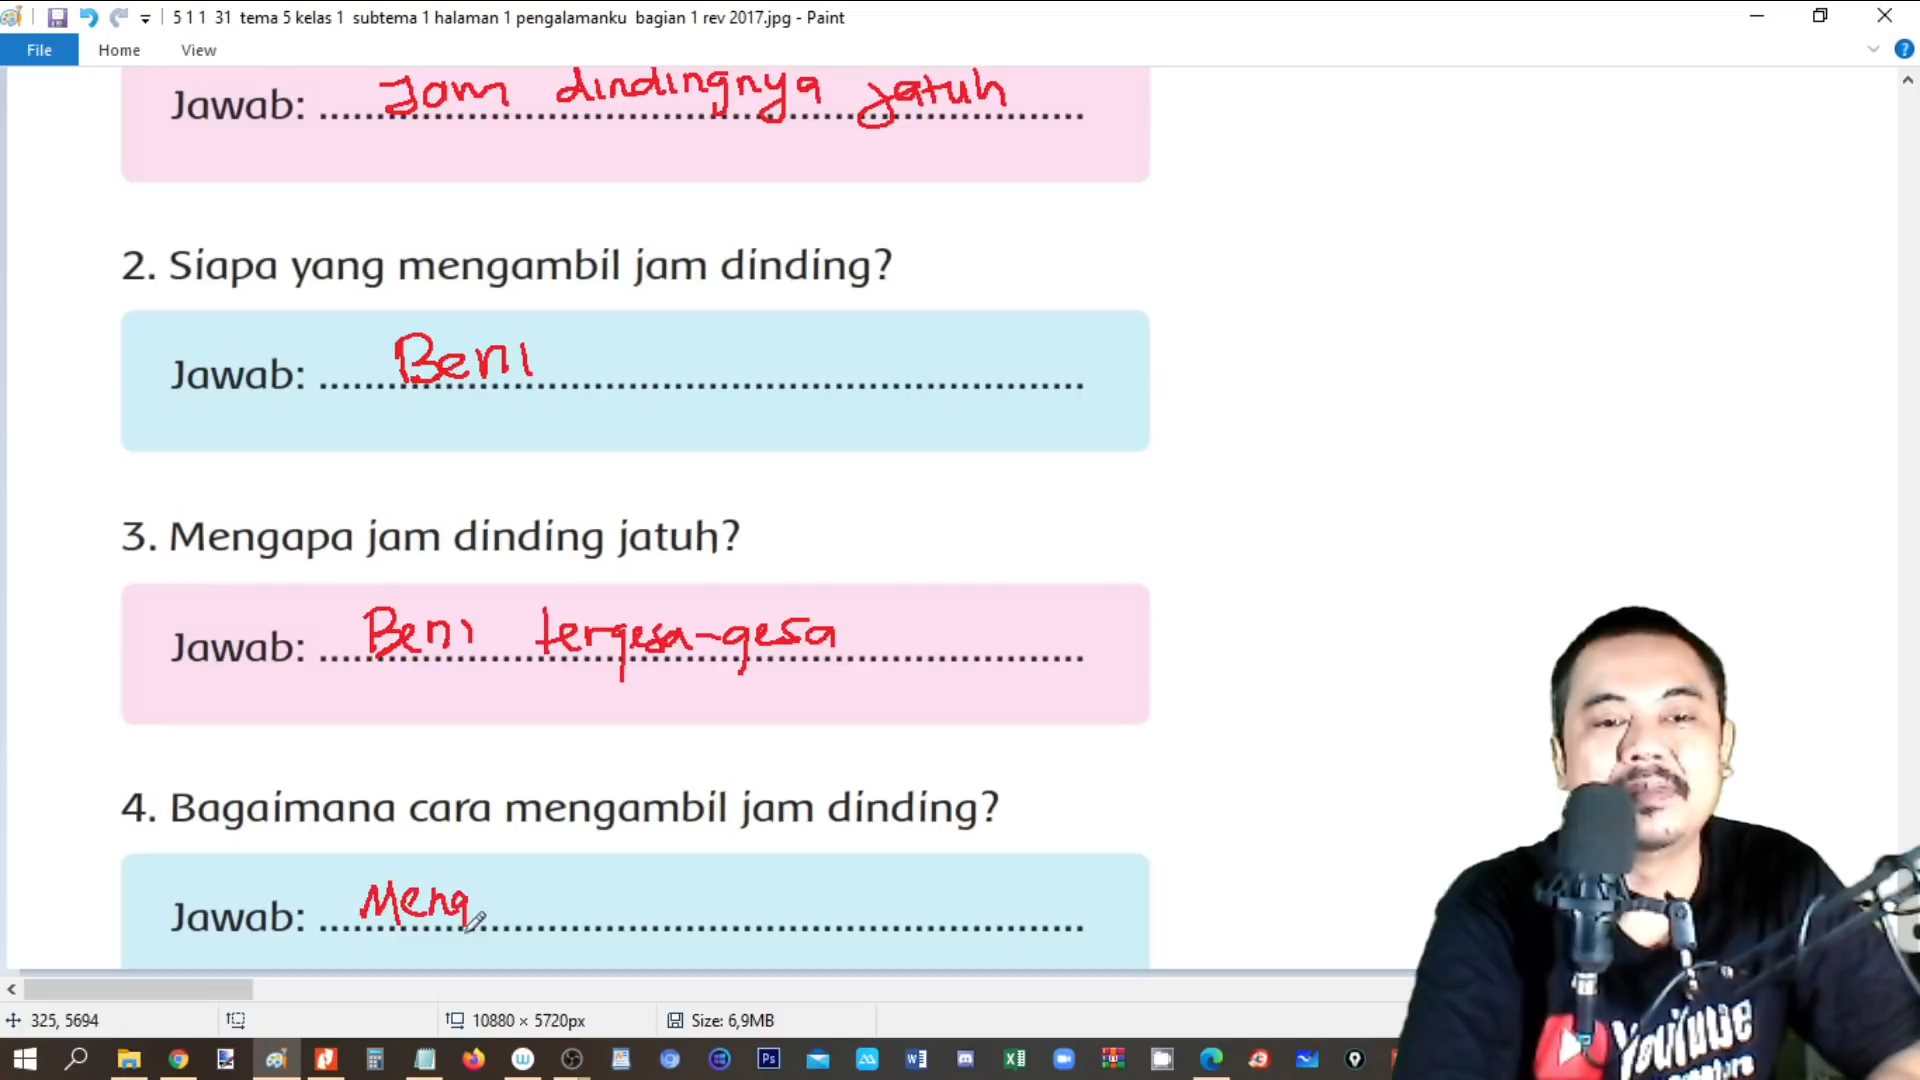 5 1 1 31 tema 5 kelas 1 subtema 1 halaman 1 pengalamanku bagian 1 rev 2017.jpg - Paint
File Home View
Jawab: Jam dindingnya jatuh
2. Siapa yang mengambil jam dinding?
Jawab: Beni
3. Mengapa jam dinding jatuh?
Jawab: Beni tergesa-gesa
4. Bagaimana cara mengambil jam dinding?
Jawab: Meng
325, 5694
10880 × 5720px
Size: 6,9MB
YouTube